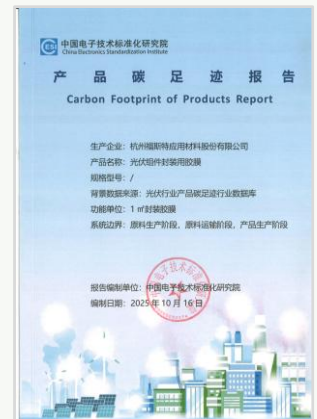 中国电子技术标准化研究院
China Electronics Standardization Institute
产品碳足迹报告
Carbon Footprint of Products Report
生产企业：杭州福斯特应用材料股份有限公司
产品名称：光伏组件封装用胶膜
规格型号：/
背景数据来源：光伏行业产品碳足迹行业数据库
功能单位：1 ㎡封装胶膜
系统边界：原料生产阶段，原料运输阶段，产品生产阶段
报告编制单位：中国电子技术标准化研究院
编制日期：2025 年 10 月 16 日